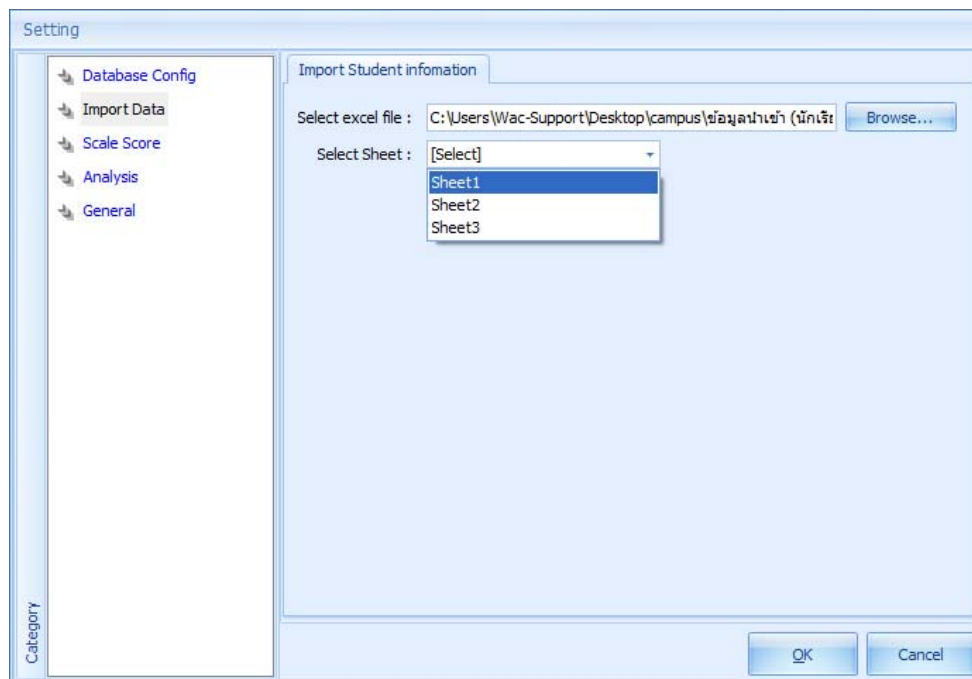 Setting
Category
Database Config
Import Data
Scale Score
Analysis
General
Import Student infomation
Select excel file : C:\Users\Wac-Support\Desktop\campus\ข้อมูลนำเข้า (นักเรีย Browse...
Select Sheet : [Select]
Sheet1
Sheet2
Sheet3
OK Cancel